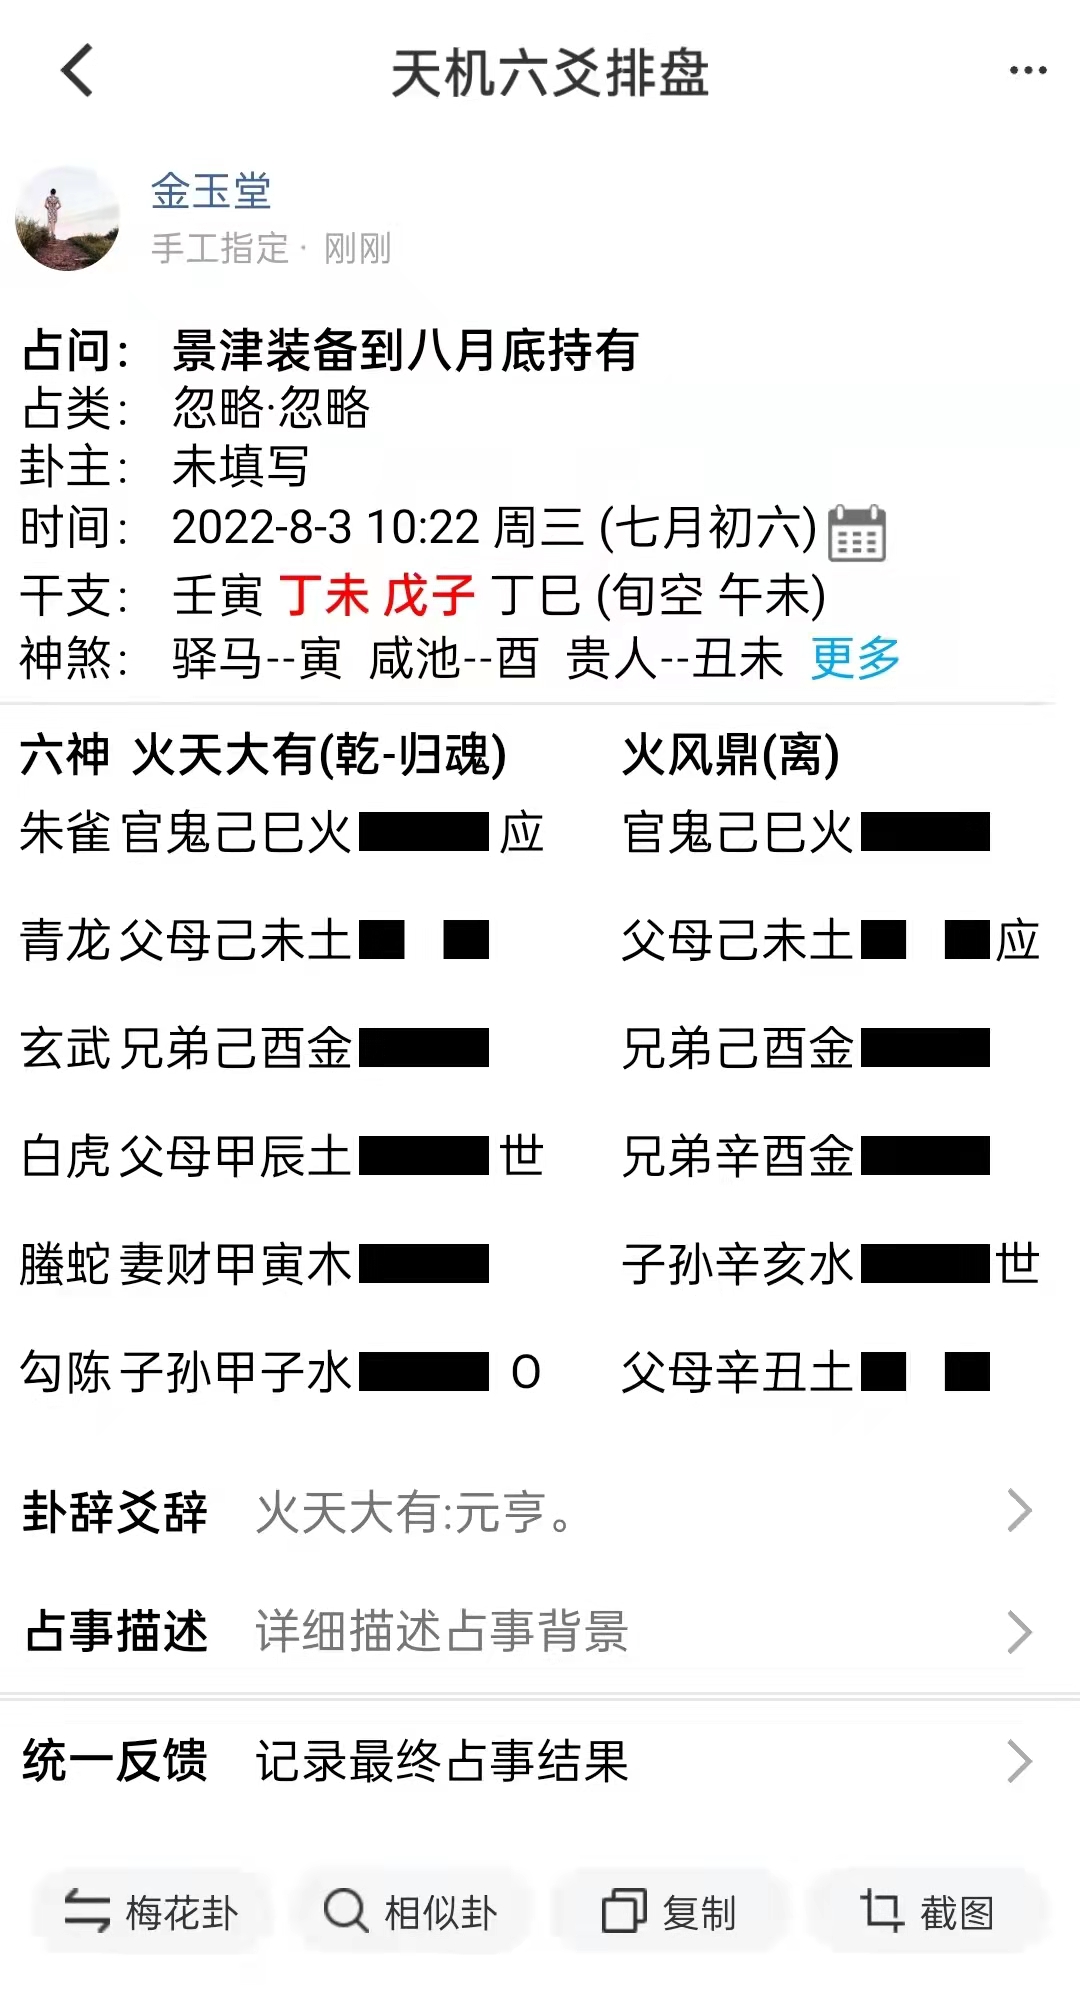 天机六爻排盘
金玉堂
手工指定· 刚刚
占问： 景津装备到八月底持有
占类： 忽略·忽略
卦主： 未填写
时间： 2022-8-3 10:22 周三 (七月初六)
干支： 壬寅 丁未 戊子 丁巳 (旬空 午未)
神煞： 驿马--寅 咸池--酉 贵人--丑未 更多
六神 火天大有(乾-归魂) 火风鼎(离)
朱雀 官鬼己巳火 应 官鬼己巳火
青龙 父母己未土 父母己未土 应
玄武 兄弟己酉金 兄弟己酉金
白虎 父母甲辰土 世 兄弟辛酉金
螣蛇 妻财甲寅木 子孙辛亥水 世
勾陈 子孙甲子水 O 父母辛丑土
卦辞爻辞 火天大有:元亨。
占事描述 详细描述占事背景
统一反馈 记录最终占事结果
梅花卦 相似卦 复制 截图